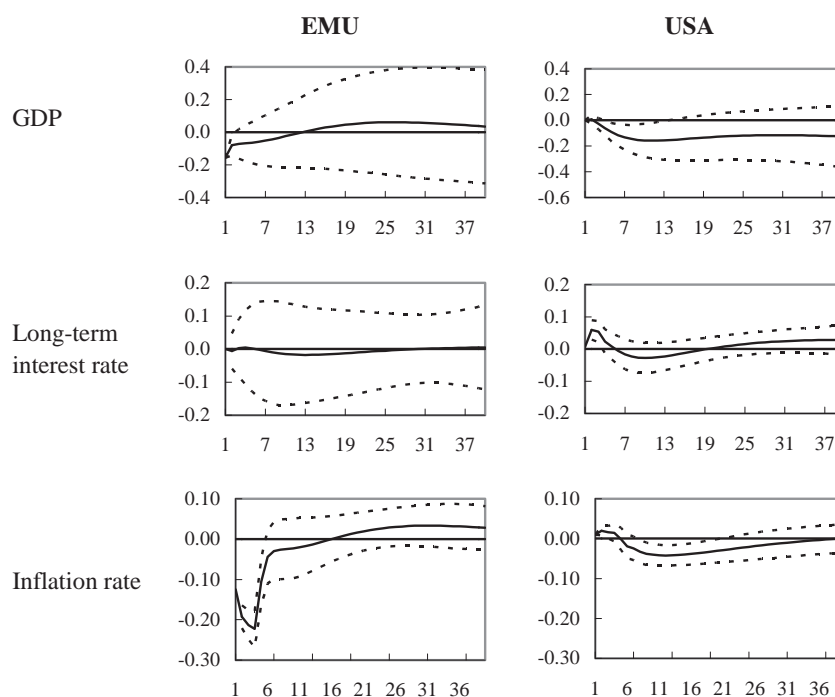 EMU USA
GDP
0.4
0.2
0.0
-0.2
-0.4
1 7 13 19 25 31 37
0.4
0.2
0.0
-0.2
-0.4
-0.6
1 7 13 19 25 31 37
Long-term
interest rate
0.2
0.1
0.0
-0.1
-0.2
1 7 13 19 25 31 37
0.2
0.1
0.0
-0.1
-0.2
1 7 13 19 25 31 37
Inflation rate
0.10
0.00
-0.10
-0.20
-0.30
1 6 11 16 21 26 31 36
0.10
0.00
-0.10
-0.20
-0.30
1 6 11 16 21 26 31 36